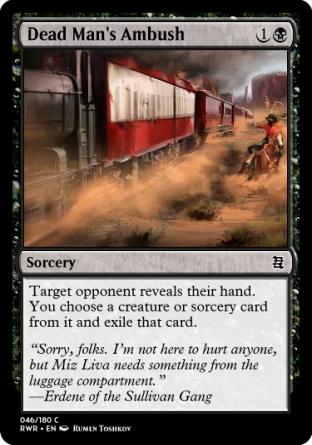 Dead Man's Ambush 1
Sorcery
Target opponent reveals their hand.
You choose a creature or sorcery card
from it and exile that card.
"Sorry, folks. I'm not here to hurt anyone,
but Miz Liva needs something from the
luggage compartment."
—Erdene of the Sullivan Gang
046/180 C
RWR • EN Rumen Toshkov